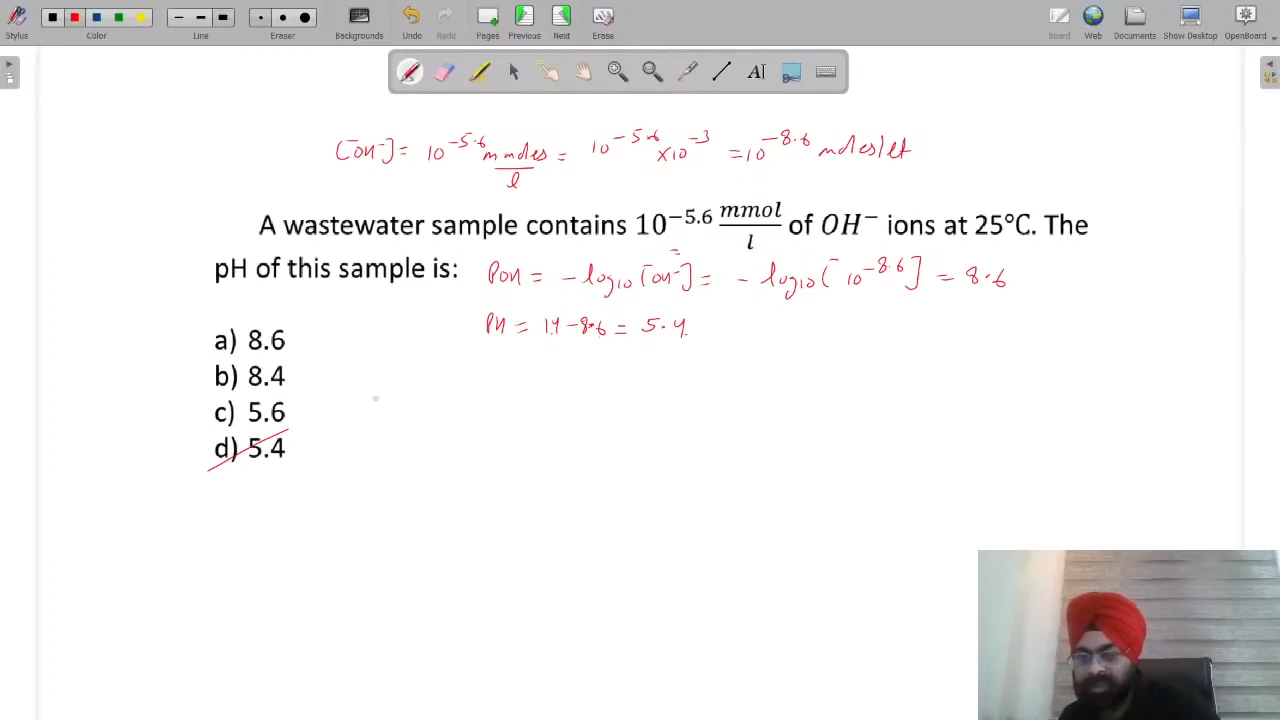 Stylus Color Line Eraser Backgrounds Undo Redo Pages Previous Next Erase Board Web Documents Show Desktop OpenBoard
[OH⁻] = 10^-5.6 mmoles/l = 10^-5.6 × 10^-3 = 10^-8.6 moles/lt
A wastewater sample contains 10^-5.6 mmol/l of OH⁻ ions at 25°C. The
pH of this sample is: POH = -log10[OH⁻] = -log10[10^-8.6] = 8.6
PH = 14-8.6 = 5.4
a) 8.6
b) 8.4
c) 5.6
d) 5.4